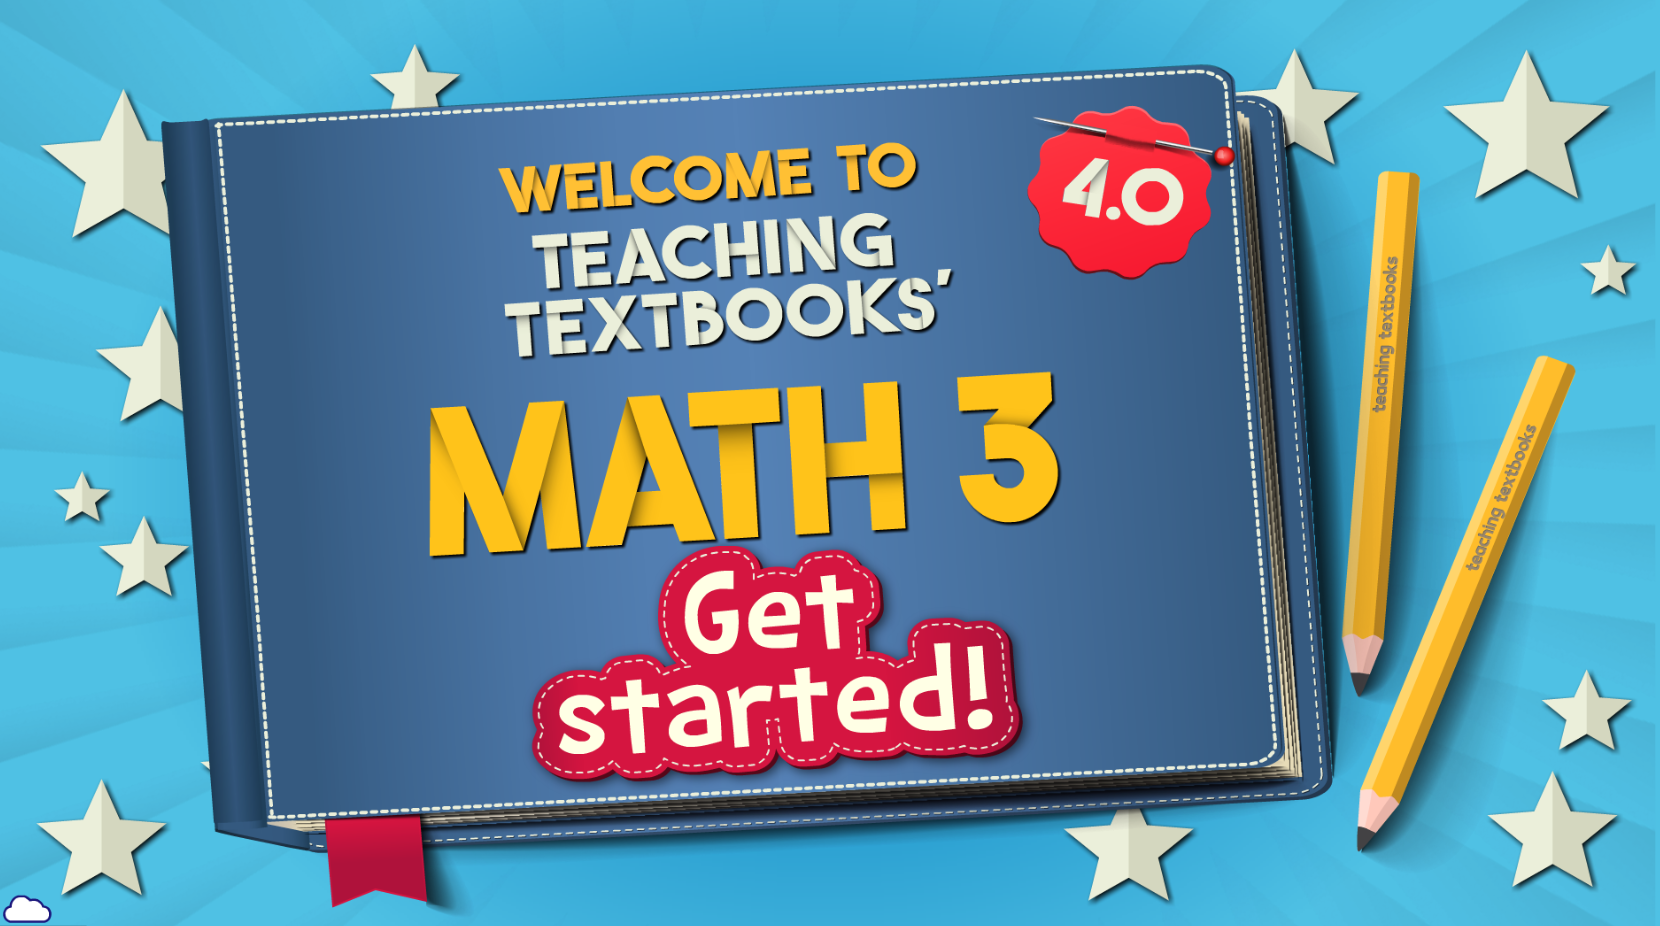 WELCOME TO
TEACHING
TEXTBOOKS’
MATH 3
4.0
Get
started!
teaching textbooks
teaching textbooks